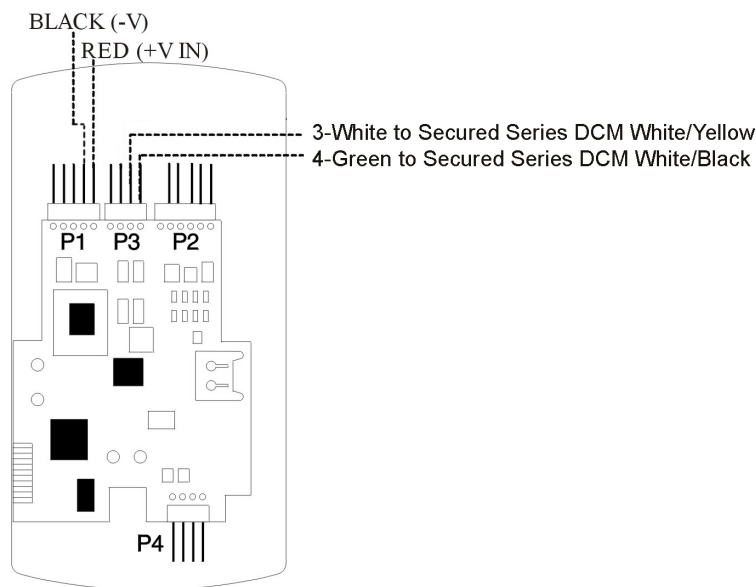 BLACK (-V)
RED (+V IN)
3-White to Secured Series DCM White/Yellow
4-Green to Secured Series DCM White/Black
P1 P3 P2
P4